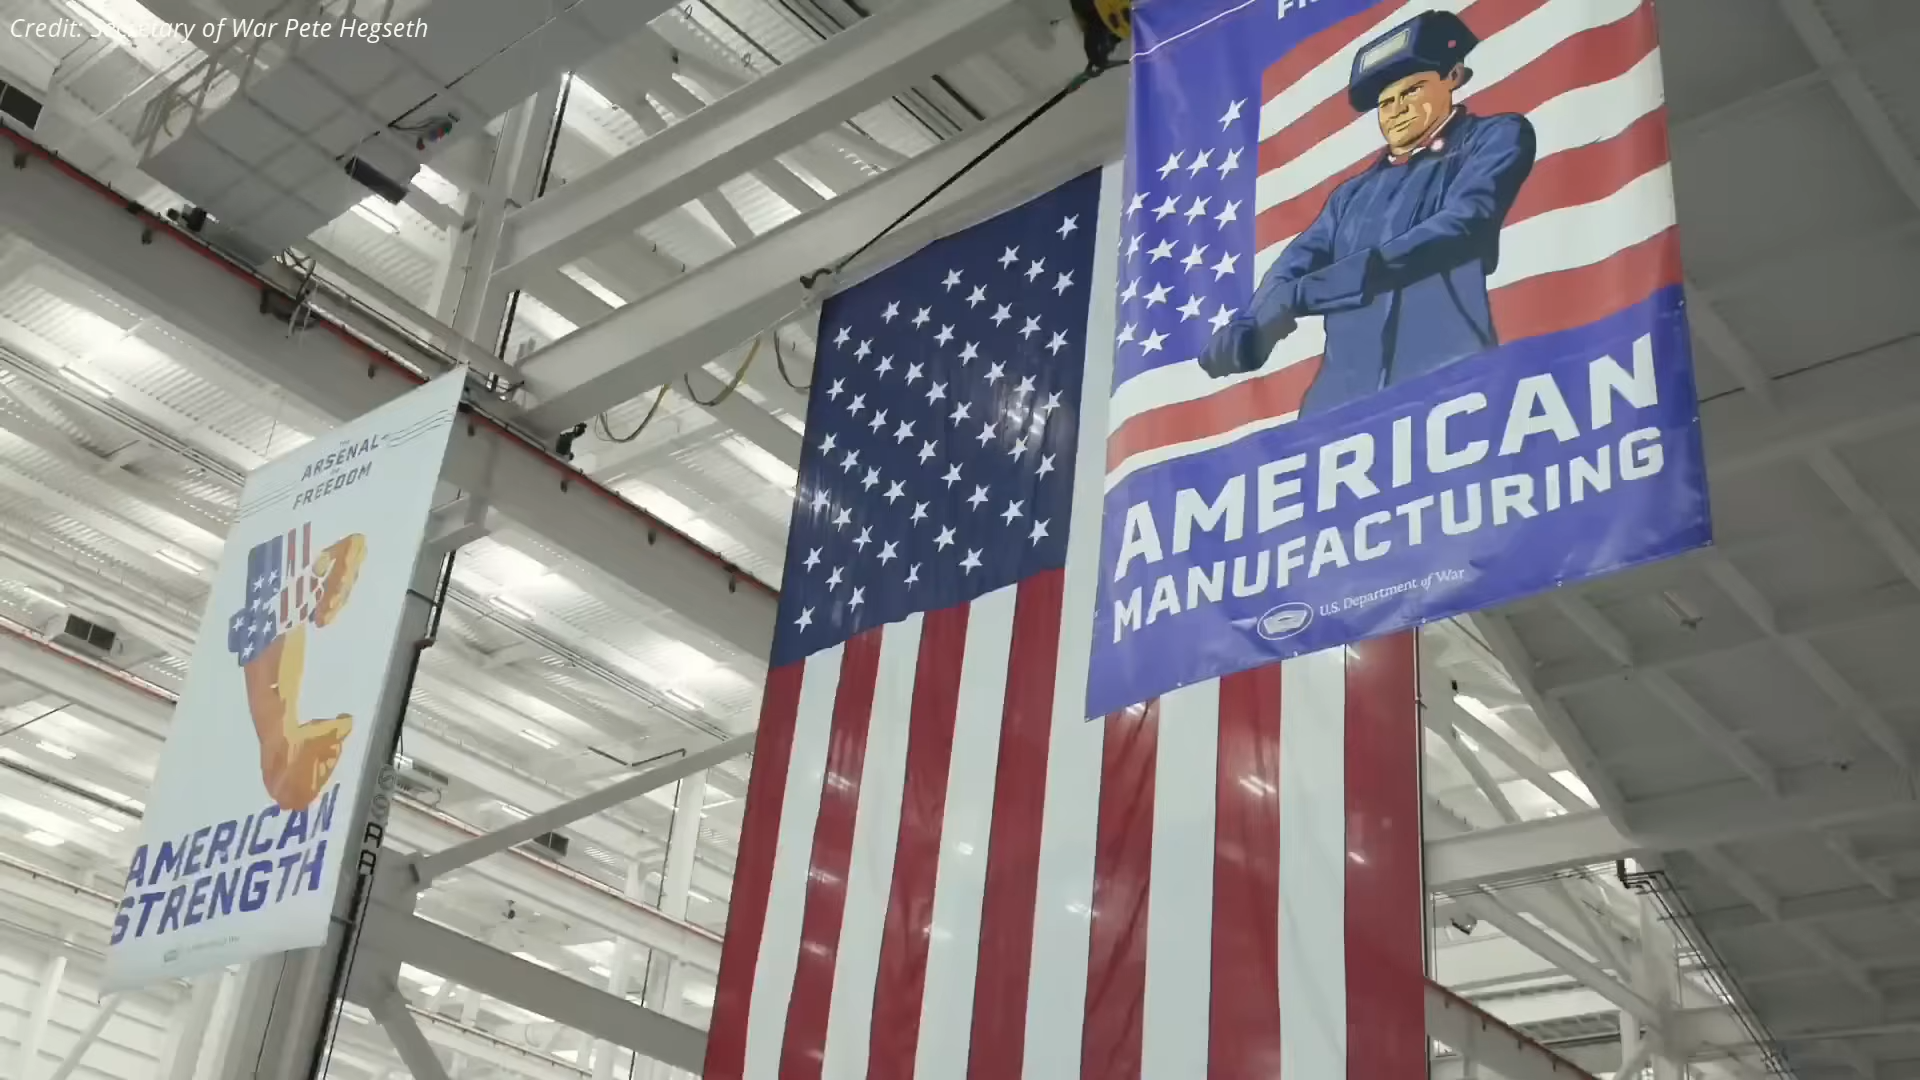 Credit: Secretary of War Pete Hegseth
THE
ARSENAL
OF
FREEDOM
AMERICAN
STRENGTH
AMERICAN
MANUFACTURING
U.S. Department of War